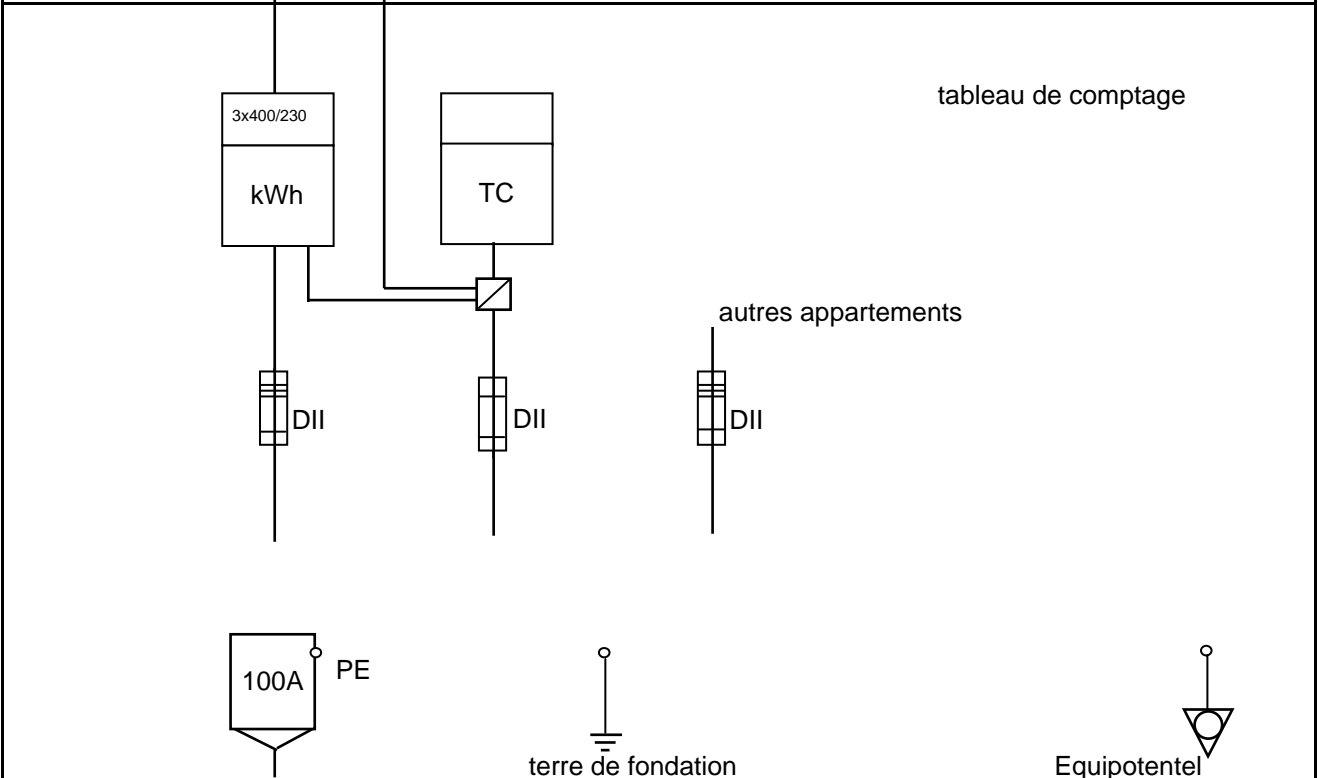 tableau de comptage
3x400/230
kWh
TC
autres appartements
DII
DII
DII
100A
PE
terre de fondation
Equipotentel